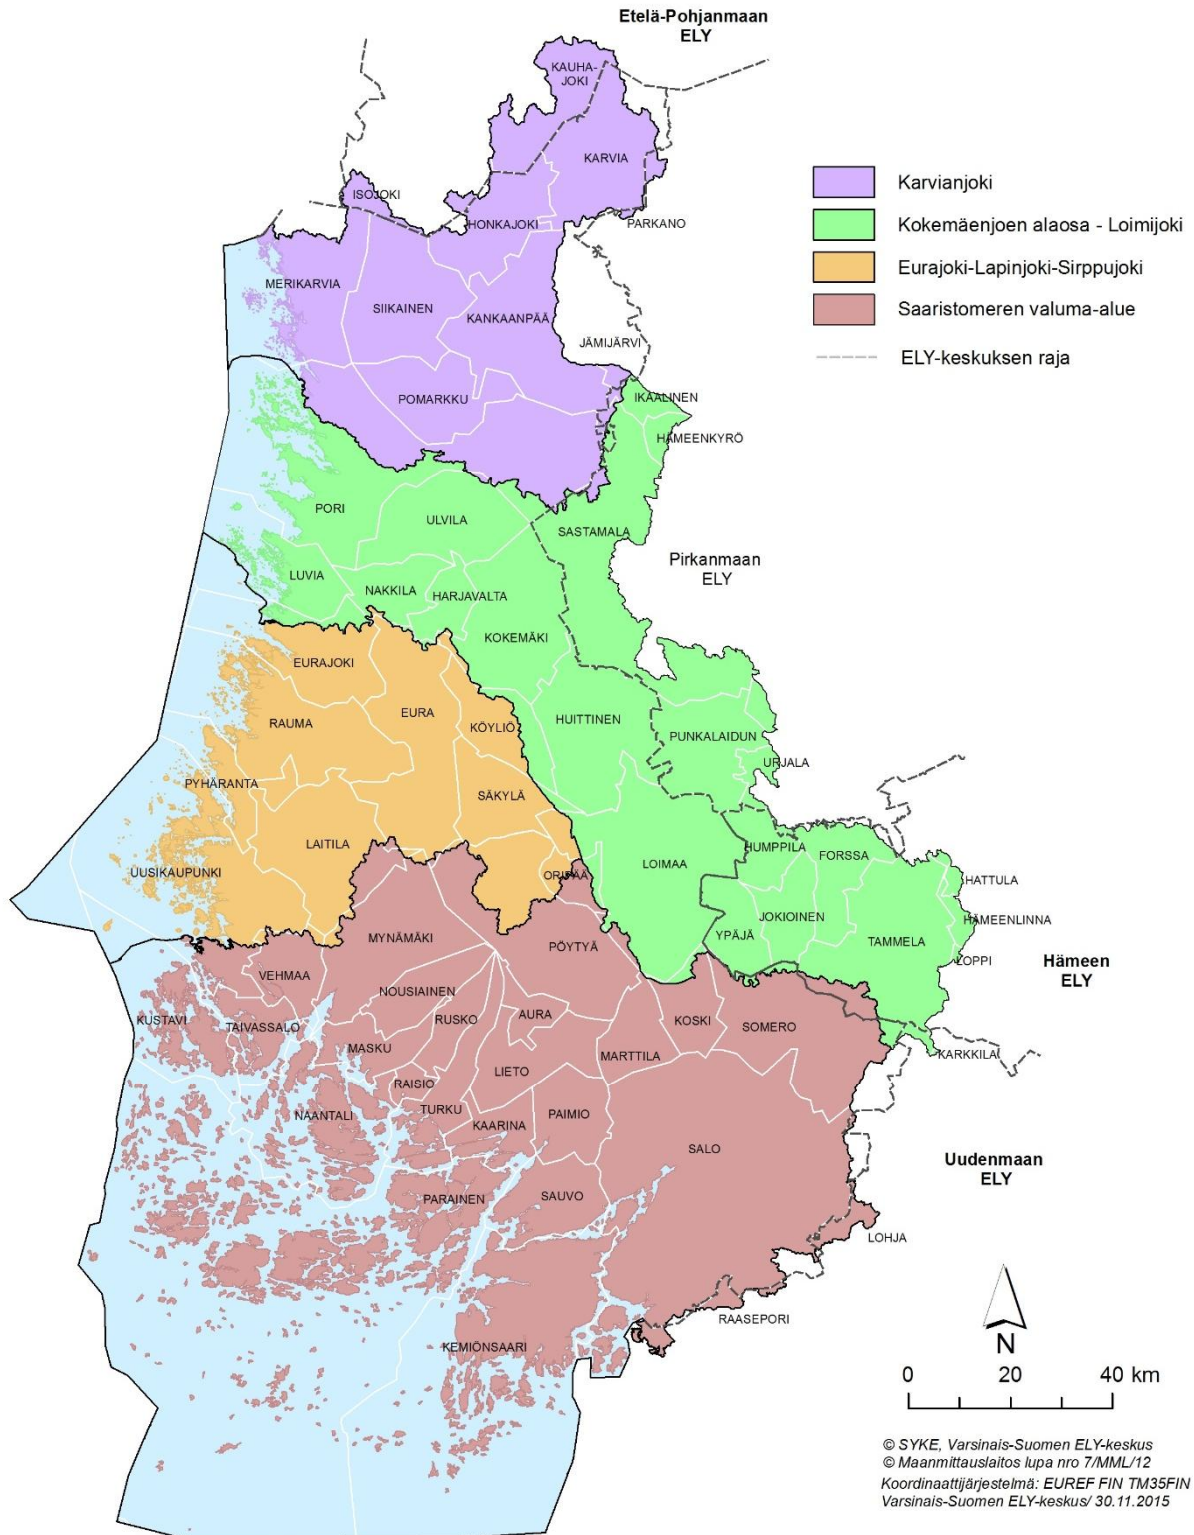 Etelä-Pohjanmaan
ELY
KAUHA-
JOKI
KARVIA
ISOJOKI
HONKAJOKI
PARKANO
Karvianjoki
Kokemäenjoen alaosa - Loimijoki
Eurajoki-Lapinjoki-Sirppujoki
Saaristomeren valuma-alue
ELY-keskuksen raja
MERIKARVIA
SIIKAINEN
KANKAANPÄÄ
JÄMIJÄRVI
POMARKKU
IKAALINEN
HÄMEENKYRÖ
PORI
ULVILA
SASTAMALA
Pirkanmaan
ELY
LUVIA
NAKKILA
HARJAVALTA
KOKEMÄKI
EURAJOKI
RAUMA
EURA
KÖYLIÖ
HUITTINEN
PUNKALAIDUN
URJALA
PYHÄRANTA
SÄKYLÄ
LAITILA
UUSIKAUPUNKI
ORIPÄÄ
LOIMAA
HUMPPILA
FORSSA
HATTULA
HÄMEENLINNA
JOKIOINEN
YPÄJÄ
TAMMELA
LOPPI
Hämeen
ELY
MYNÄMÄKI
PÖYTYÄ
VEHMAA
NOUSIAINEN
KUSTAVI
TAIVASSALO
RUSKO
AURA
KOSKI
SOMERO
MASKU
MARTTILA
KARKKILA
LIETO
RAISIO
NAANTALI
TURKU
KAARINA
PAIMIO
SALO
Uudenmaan
ELY
PARAINEN
SAUVO
LOHJA
RAASEPORI
KEMIÖNSAARI
N
0 20 40 km
© SYKE, Varsinais-Suomen ELY-keskus
© Maanmittauslaitos lupa nro 7/MML/12
Koordinaattijärjestelmä: EUREF FIN TM35FIN
Varsinais-Suomen ELY-keskus/ 30.11.2015